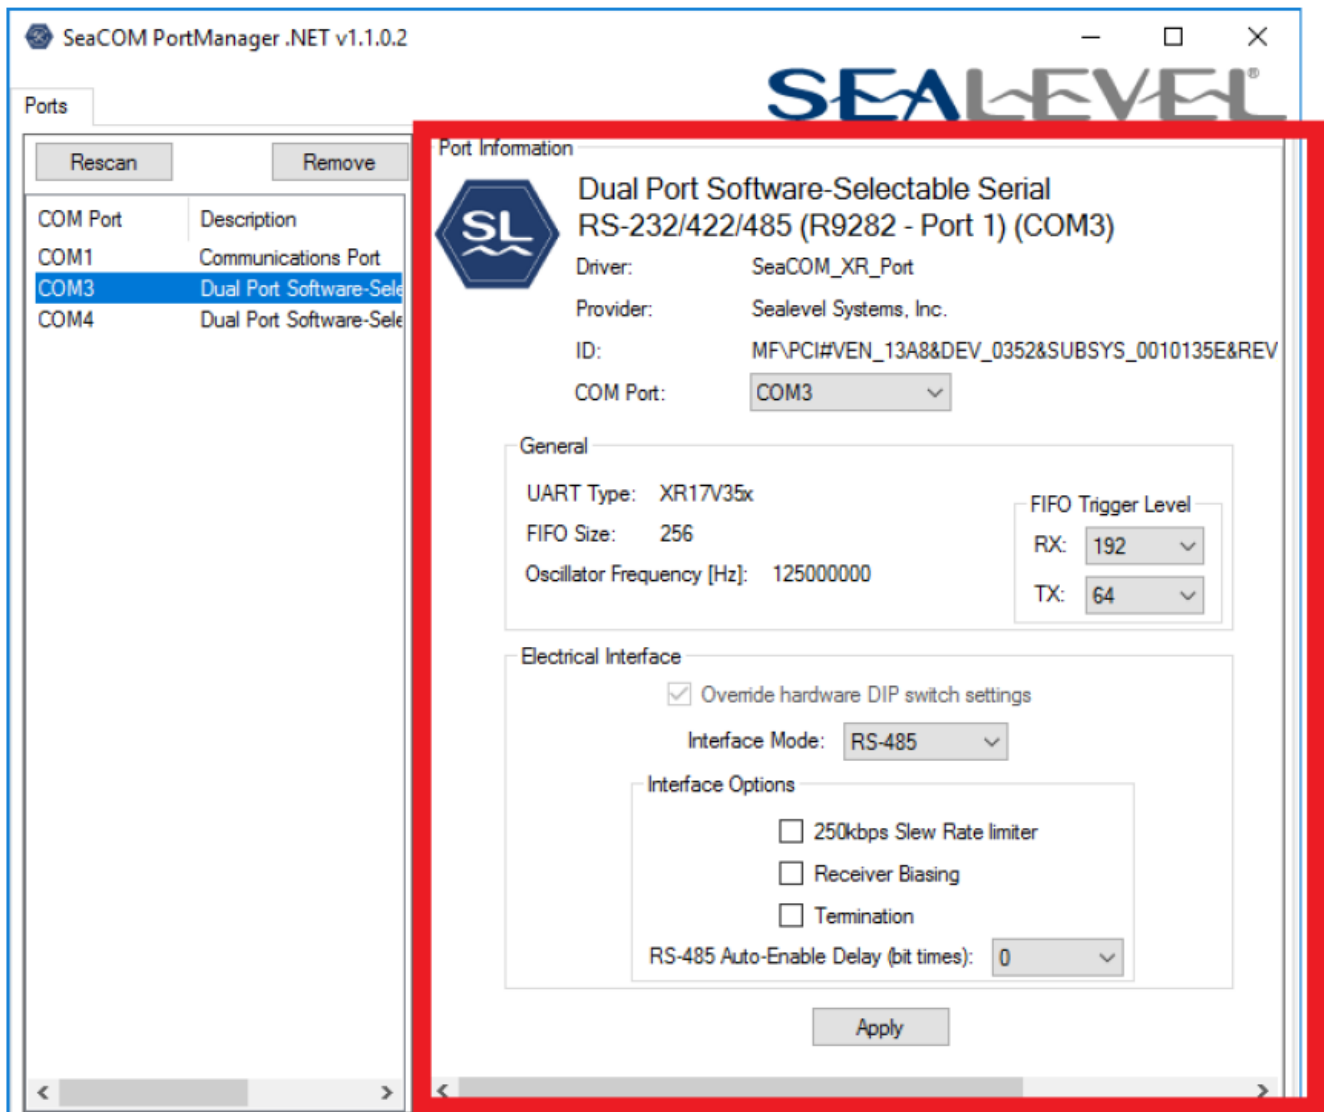 SeaCOM PortManager .NET v1.1.0.2
SEALEVEL®
Ports
Rescan Remove
COM Port Description
COM1 Communications Port
COM3 Dual Port Software-Sele
COM4 Dual Port Software-Sele
Port Information
SL
Dual Port Software-Selectable Serial
RS-232/422/485 (R9282 - Port 1) (COM3)
Driver: SeaCOM_XR_Port
Provider: Sealevel Systems, Inc.
ID: MF\PCI#VEN_13A8&DEV_0352&SUBSYS_0010135E&REV
COM Port: COM3
General
UART Type: XR17V35x
FIFO Size: 256
Oscillator Frequency [Hz]: 125000000
FIFO Trigger Level
RX: 192
TX: 64
Electrical Interface
Override hardware DIP switch settings
Interface Mode: RS-485
Interface Options
250kbps Slew Rate limiter
Receiver Biasing
Termination
RS-485 Auto-Enable Delay (bit times): 0
Apply